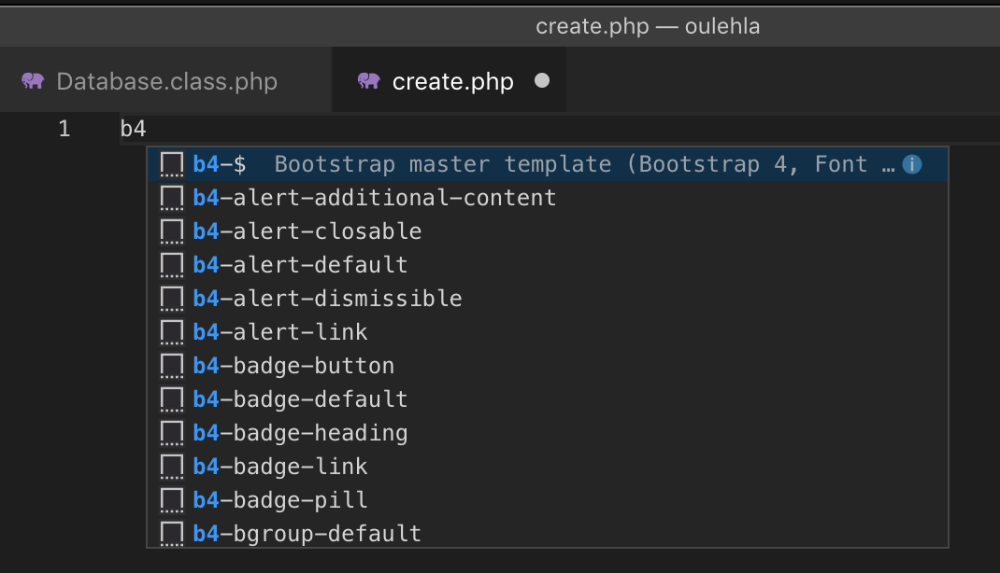 create.php — oulehla
Database.class.php create.php
1 b4
b4-$ Bootstrap master template (Bootstrap 4, Font …
b4-alert-additional-content
b4-alert-closable
b4-alert-default
b4-alert-dismissible
b4-alert-link
b4-badge-button
b4-badge-default
b4-badge-heading
b4-badge-link
b4-badge-pill
b4-bgroup-default